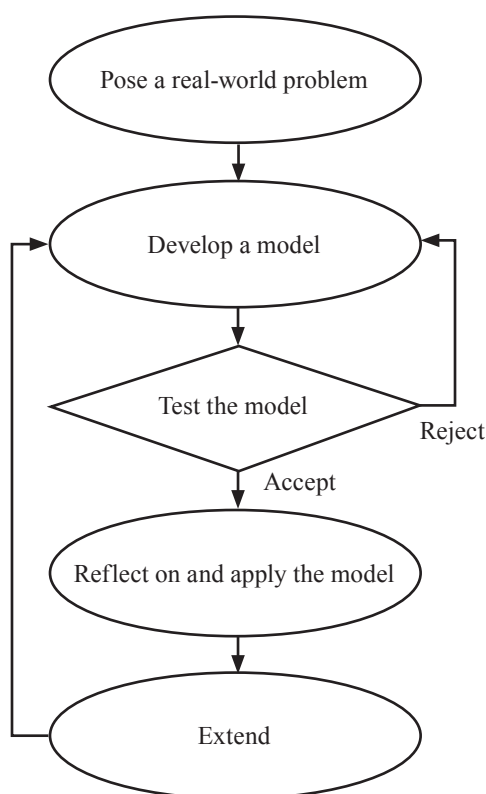 Pose a real-world problem
Develop a model
Test the model
Reject
Accept
Reflect on and apply the model
Extend